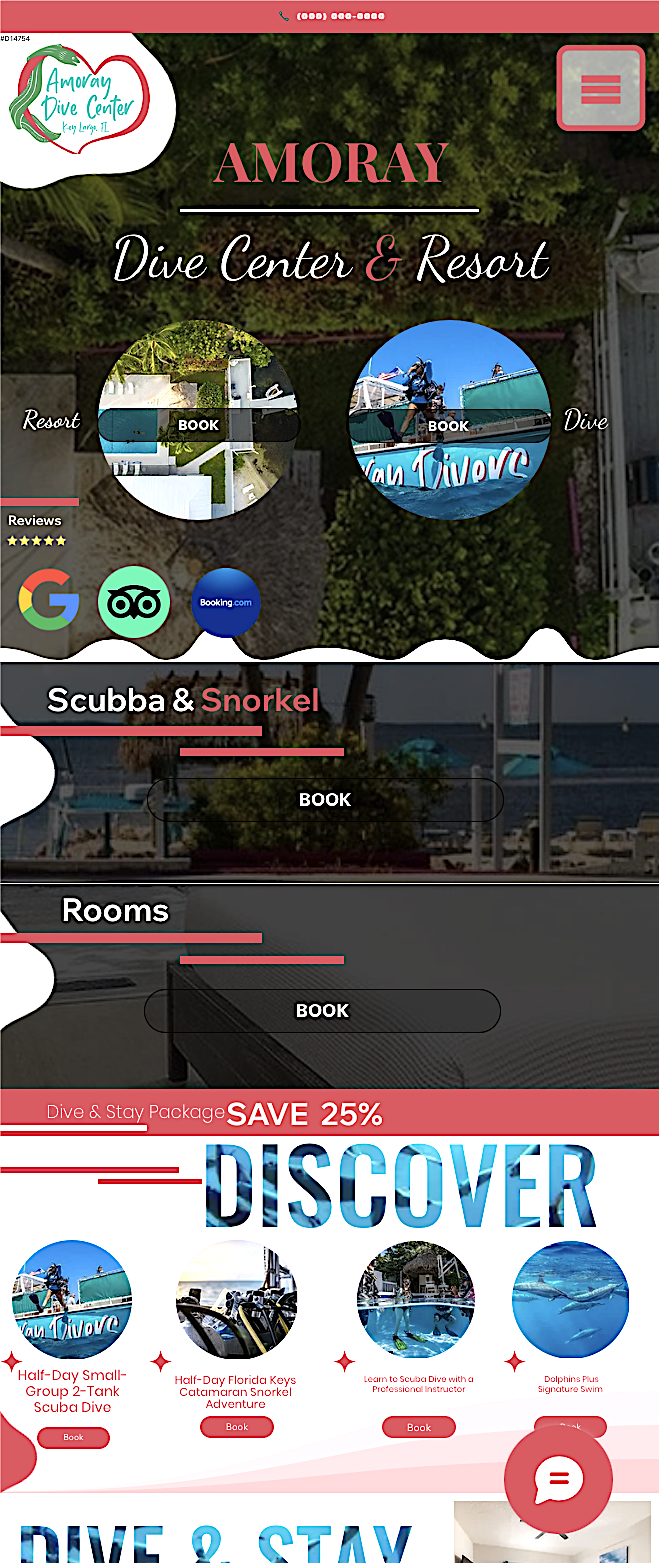 #D14754
Amoray
Dive Center
Key Largo, FL
AMORAY
Dive Center & Resort
Resort
BOOK
BOOK
Dive
Divers
Reviews
G
Booking.com
Scubba & Snorkel
BOOK
Rooms
BOOK
Dive & Stay Package SAVE 25%
DISCOVER
Half-Day Small-
Group 2-Tank
Scuba Dive
Book
Half-Day Florida Keys
Catamaran Snorkel
Adventure
Book
Learn to Scuba Dive with a
Professional Instructor
Book
Dolphins Plus
Signature Swim
Book
DIVE & STAY